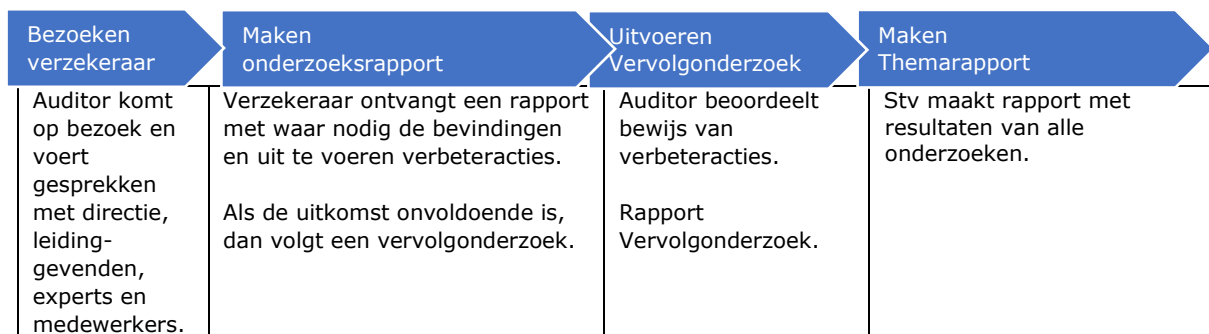 Bezoeken
verzekeraar
Maken
onderzoeksrapport
Uitvoeren
Vervolgonderzoek
Maken
Themarapport
Auditor komt
op bezoek en
voert
gesprekken
met directie,
leiding-
gevenden,
experts en
medewerkers.
Verzekeraar ontvangt een rapport
met waar nodig de bevindingen
en uit te voeren verbeteracties.
Als de uitkomst onvoldoende is,
dan volgt een vervolgonderzoek.
Auditor beoordeelt
bewijs van
verbeteracties.
Rapport
Vervolgonderzoek.
Stv maakt rapport met
resultaten van alle
onderzoeken.